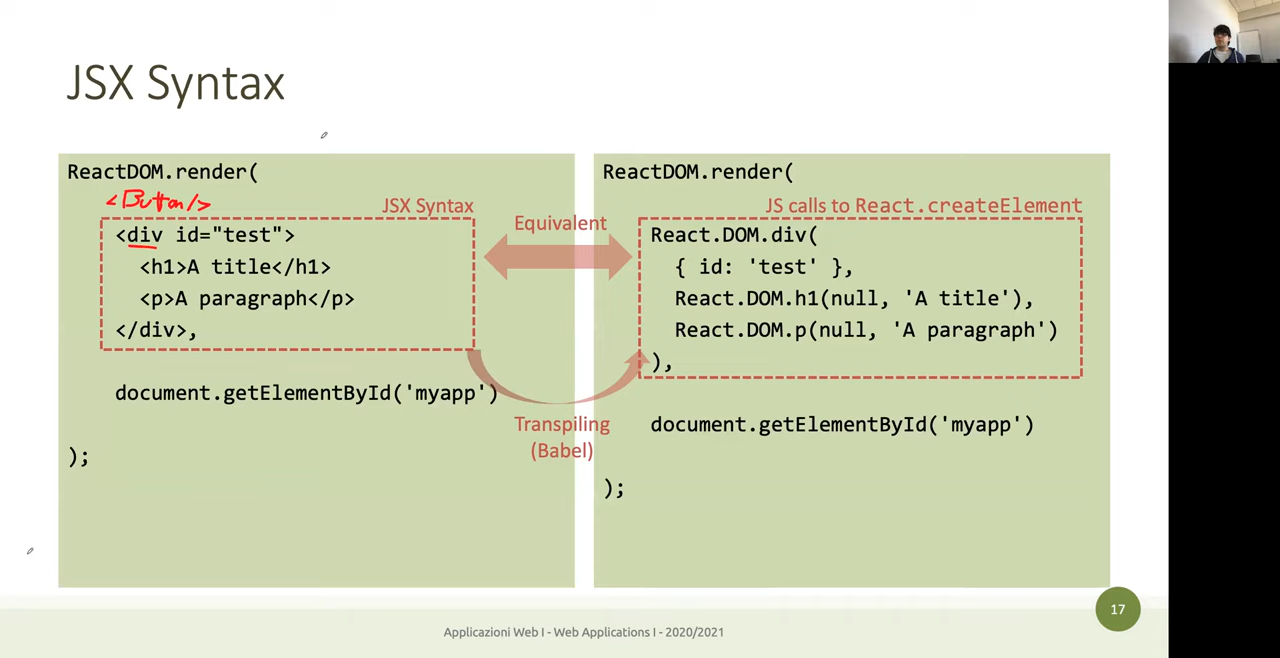 JSX Syntax
ReactDOM.render(
<Button/>
JSX Syntax
<div id="test">
<h1>A title</h1>
<p>A paragraph</p>
</div>,
document.getElementById('myapp')
);
Equivalent
Transpiling
(Babel)
ReactDOM.render(
JS calls to React.createElement
React.DOM.div(
{ id: 'test' },
React.DOM.h1(null, 'A title'),
React.DOM.p(null, 'A paragraph')
),
document.getElementById('myapp')
);
17
Applicazioni Web I - Web Applications I - 2020/2021